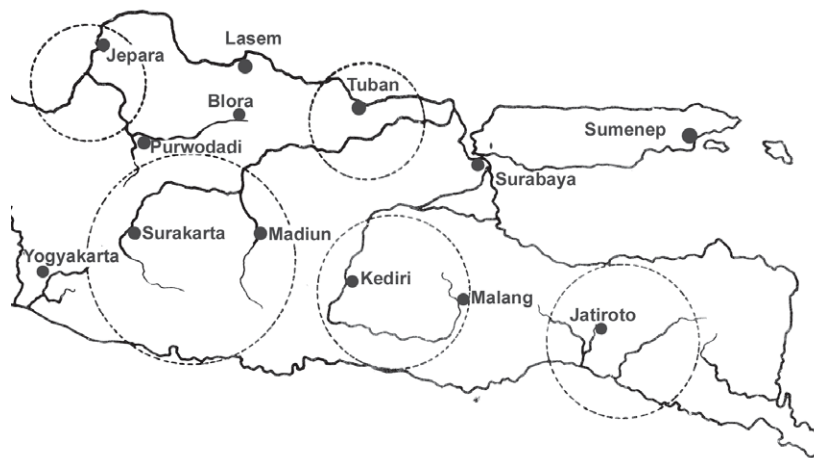 Jepara
Lasem
Tuban
Blora
Purwodadi
Sumenep
Surabaya
Surakarta
Madiun
Yogyakarta
Kediri
Malang
Jatiroto